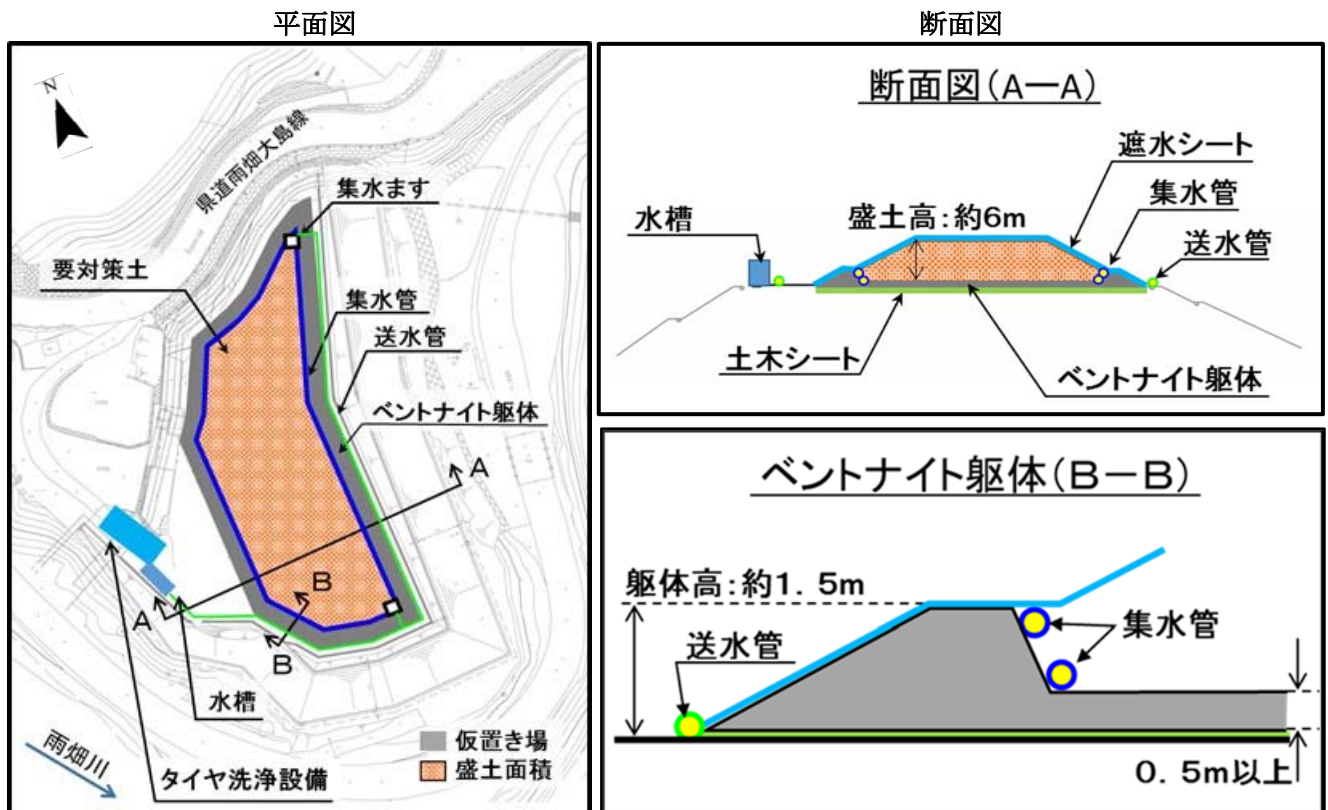 平面図
断面図
N
県道雨畑大島線
集水ます
要対策土
集水管
送水管
ベントナイト躯体
A
B
A
B
水槽
雨畑川
タイヤ洗浄設備
仮置き場
盛土面積
断面図(A－A)
遮水シート
集水管
水槽
盛土高:約6m
送水管
土木シート
ベントナイト躯体
ベントナイト躯体(B－B)
躯体高:約1.5m
送水管
集水管
0.5m以上